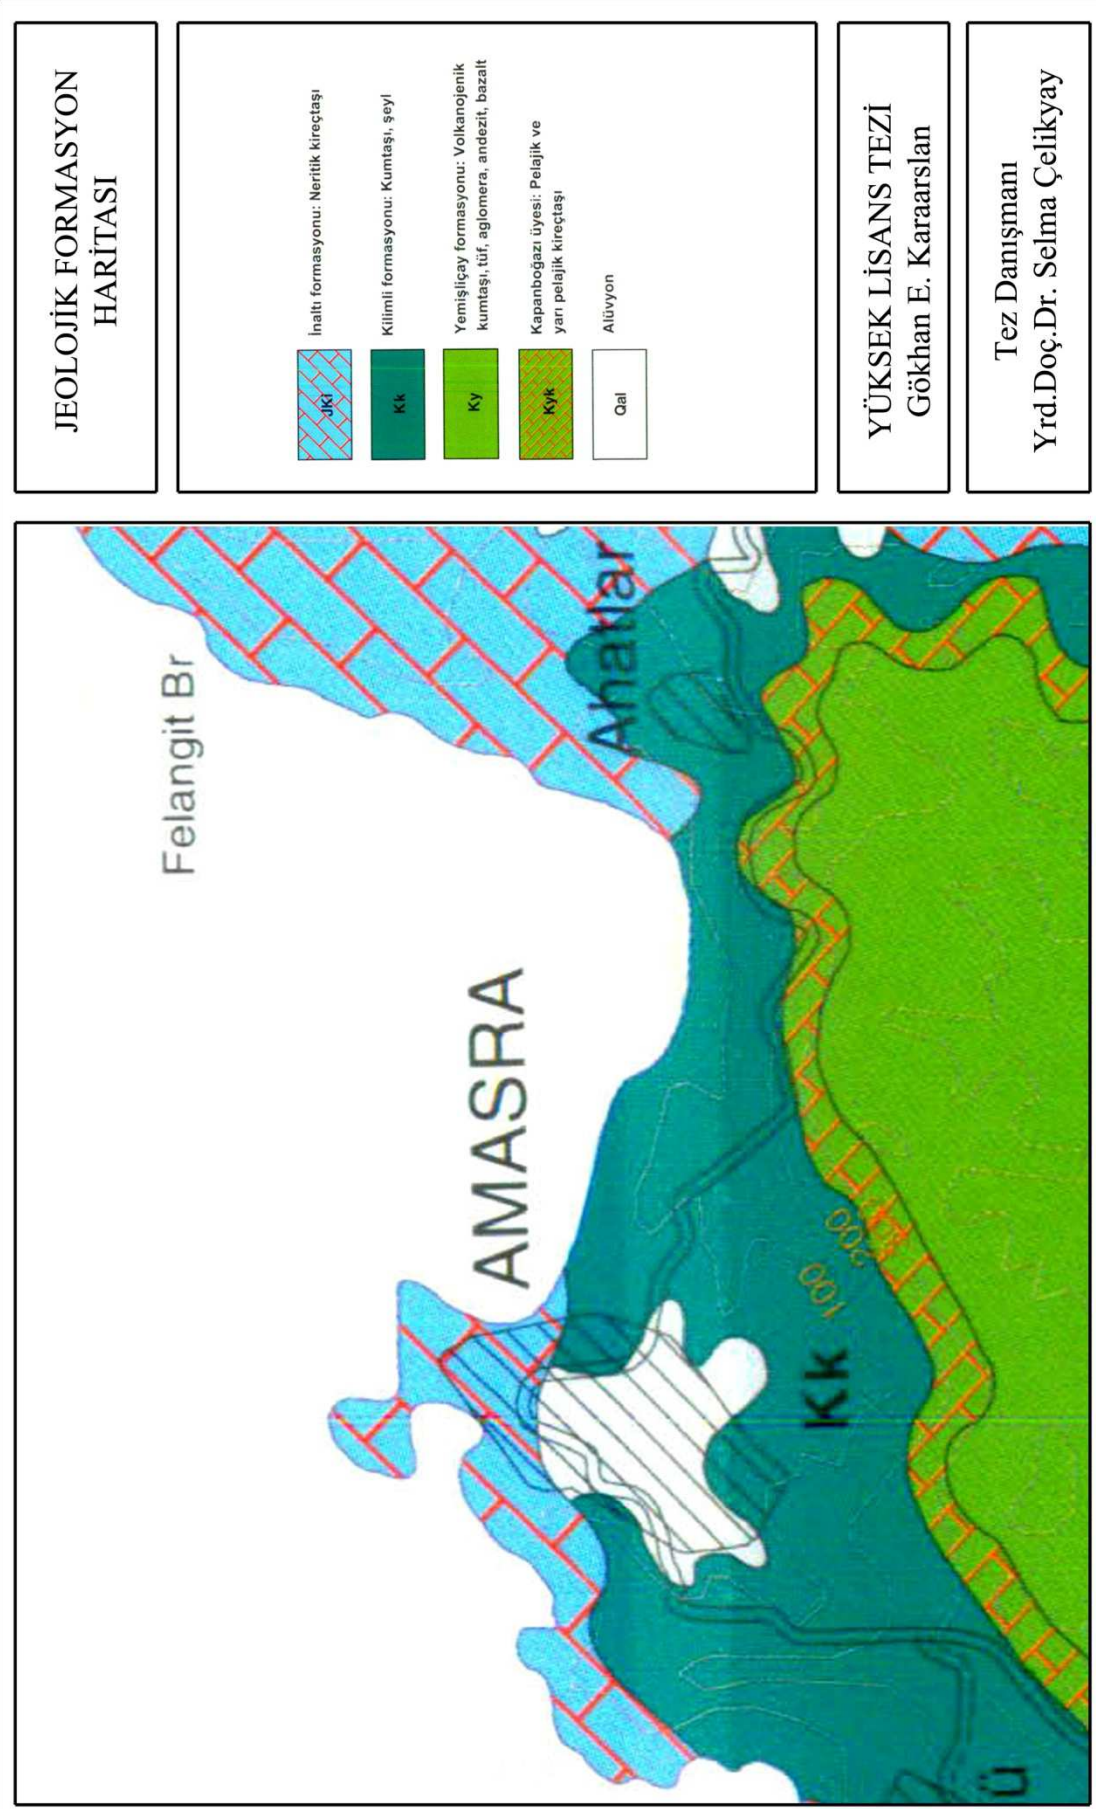 JEOLOJİK FORMASYON
HARİTASI
JKi
İnaltı formasyonu: Neritik kireçtaşı
Kk
Kilimli formasyonu: Kumtaşı, şeyl
Ky
Yemişliçay formasyonu: Volkanojenik
kumtaşı, tüf, aglomera, andezit, bazalt
Kyk
Kapanboğazı üyesi: Pelajik ve
yarı pelajik kireçtaşı
Qal
Alüvyon
YÜKSEK LİSANS TEZİ
Gökhan E. Karaarslan
Tez Danışmanı
Yrd.Doç.Dr. Selma Çelikyay
Felangit Br
AMASRA
Ahatlar
Kk
100
200
Ü